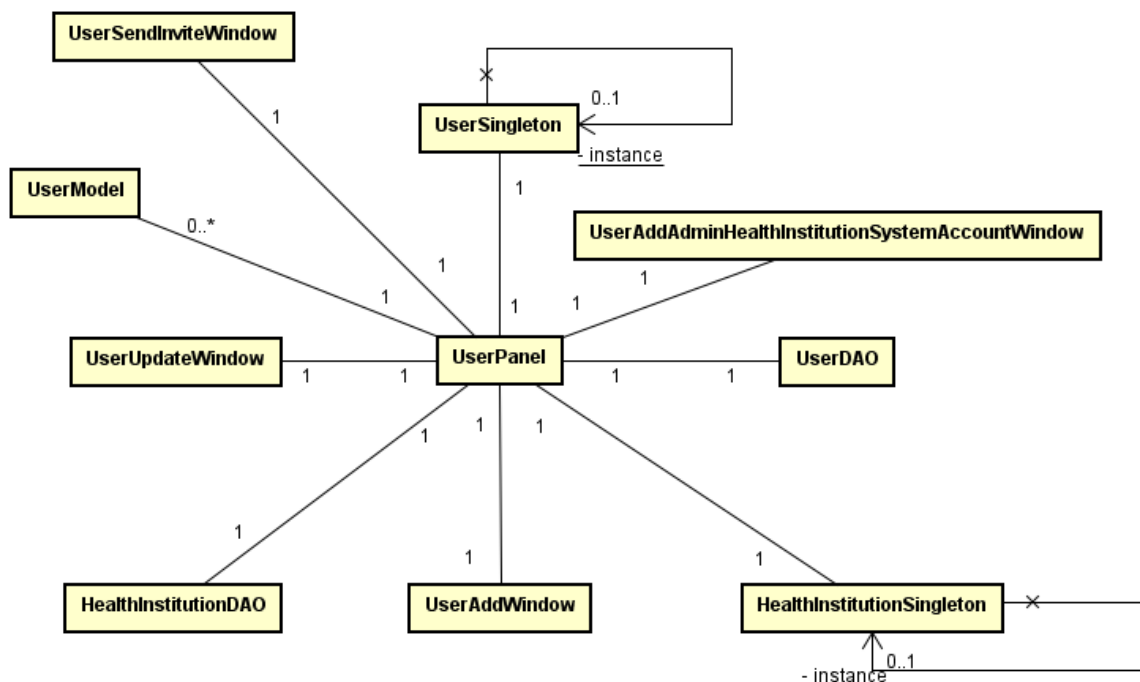 UserSendInviteWindow
1
0..1
UserSingleton
- instance
UserModel
1
0..*
UserAddAdminHealthInstitutionSystemAccountWindow
1
1
1
1
1
UserPanel
UserUpdateWindow
UserDAO
1
1
1
1
1
1
1
1
1
1
HealthInstitutionDAO
UserAddWindow
HealthInstitutionSingleton
0..1
- instance